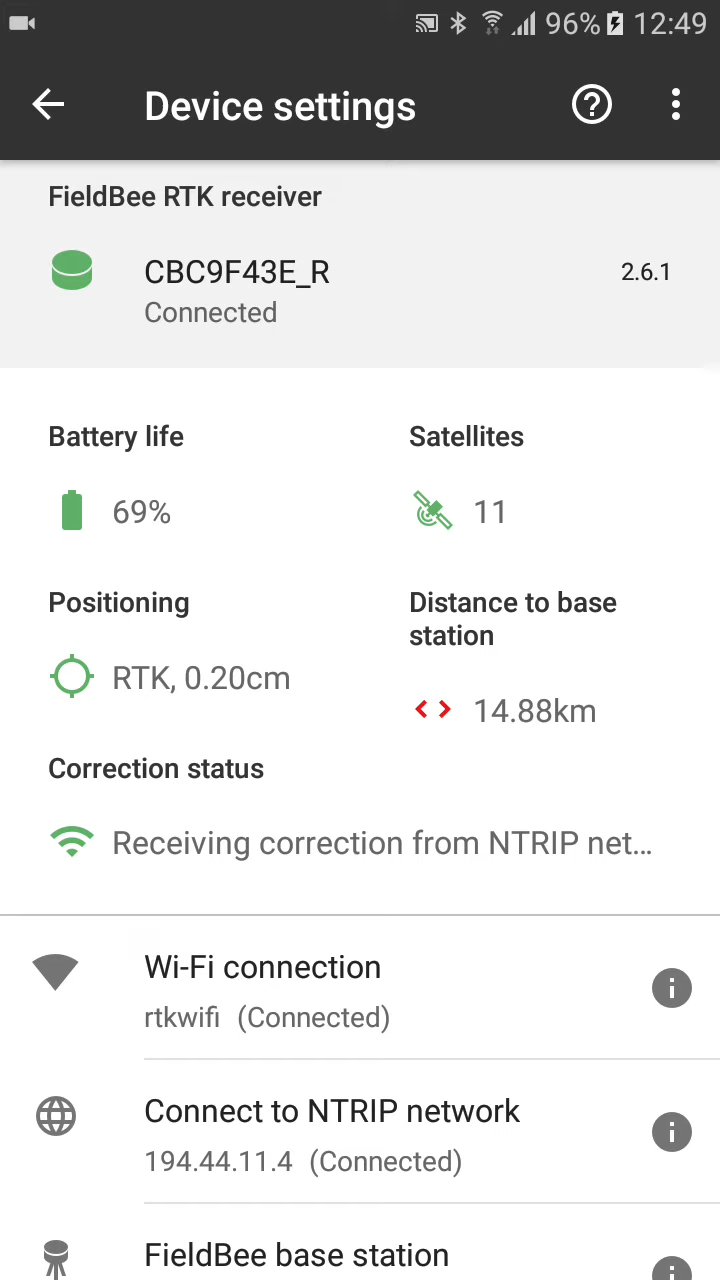 96% 12:49
Device settings
FieldBee RTK receiver
CBC9F43E_R 2.6.1
Connected
Battery life
69%
Satellites
11
Positioning
RTK, 0.20cm
Distance to base
station
14.88km
Correction status
Receiving correction from NTRIP net...
Wi-Fi connection
rtkwifi (Connected)
Connect to NTRIP network
194.44.11.4 (Connected)
FieldBee base station